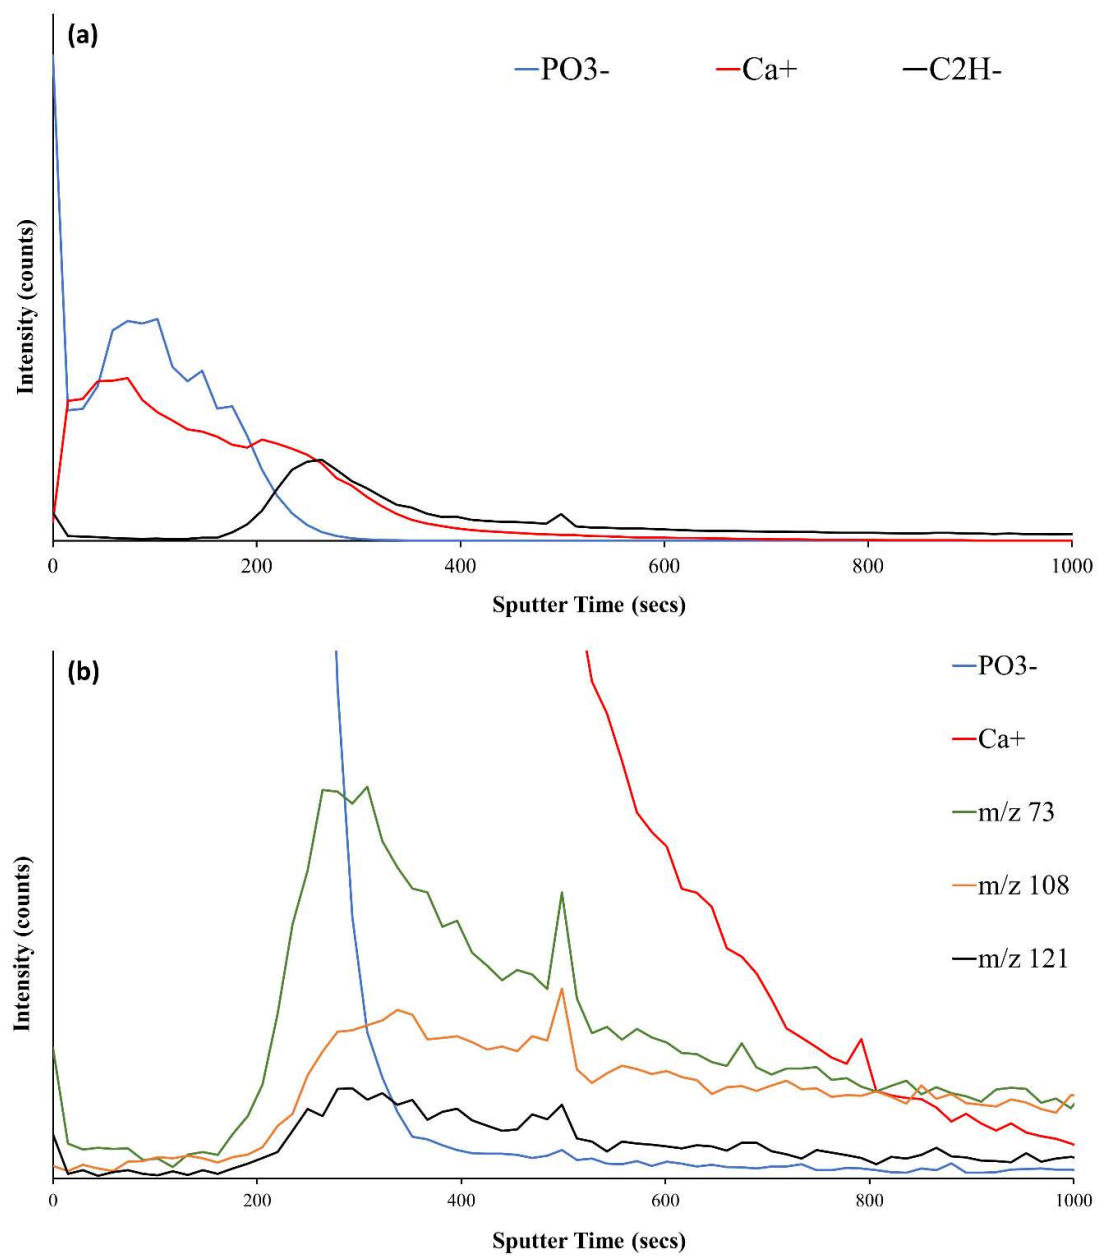 (a)
PO3- Ca+ C2H-
Intensity (counts)
0 200 400 600 800 1000
Sputter Time (secs)
(b)
PO3-
Ca+
m/z 73
m/z 108
m/z 121
Intensity (counts)
0 200 400 600 800 1000
Sputter Time (secs)